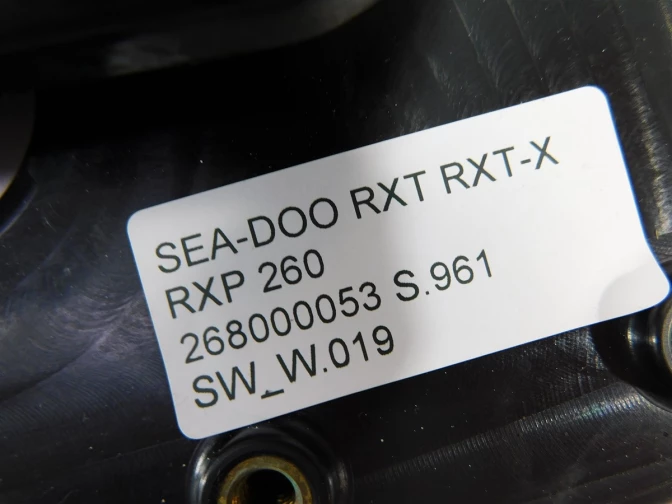 SEA-DOO RXT RXT-X
RXP 260
268000053 S.961
SW_W.019